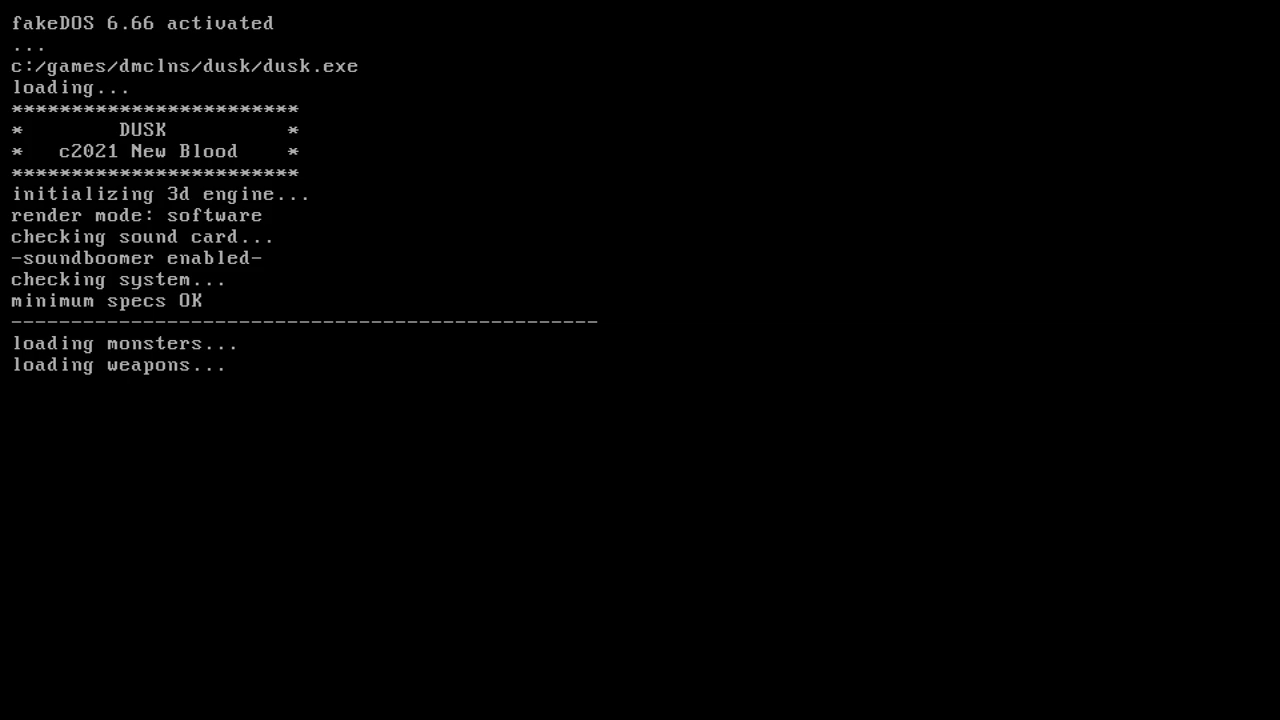 fakeDOS 6.66 activated
...
c:/games/dmclns/dusk/dusk.exe
loading...
************************
*        DUSK          *
*   c2021 New Blood    *
************************
initializing 3d engine...
render mode: software
checking sound card...
-soundboomer enabled-
checking system...
minimum specs OK
-------------------------------------------------
loading monsters...
loading weapons...